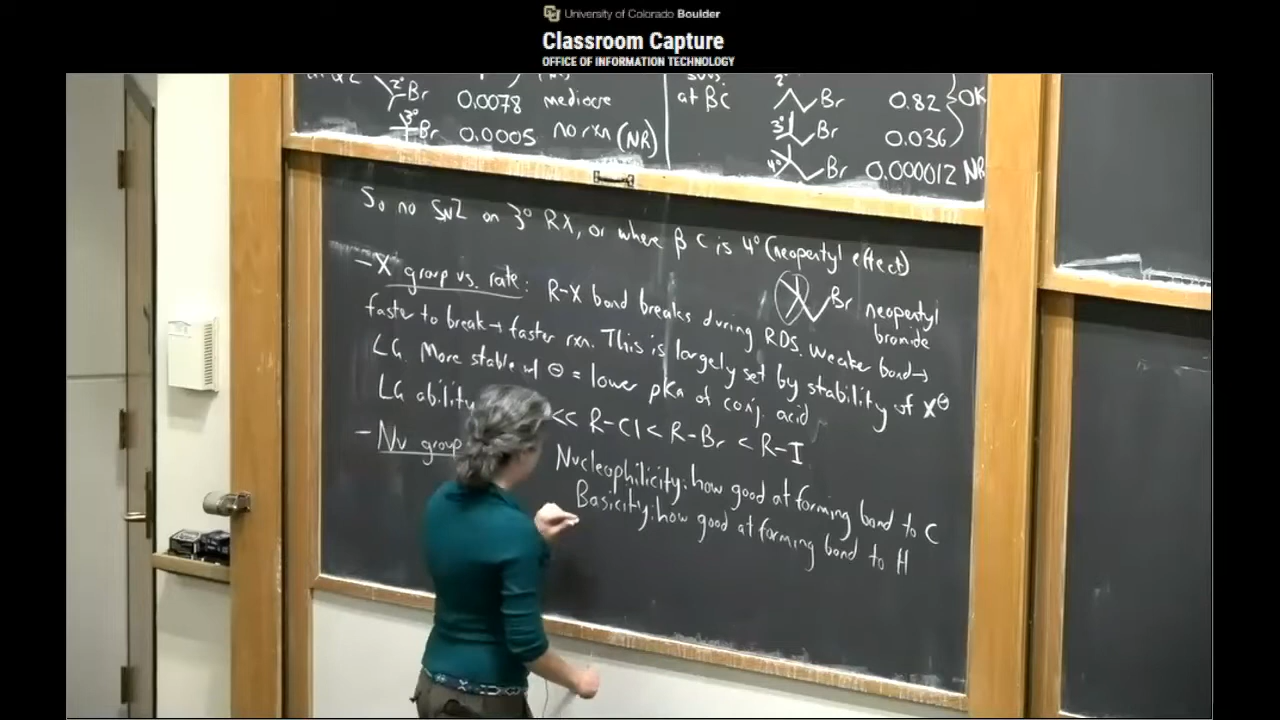 University of Colorado Boulder
Classroom Capture
OFFICE OF INFORMATION TECHNOLOGY
2° Br 0.0078 mediocre
3° Br 0.0005 no rxn (NR)
at βC
2° Br 0.82 OK
3° Br 0.036
4° Br 0.000012 NR
So no SN2 on 3° RX, or where β C is 4° (neopentyl effect)
- X group vs. rate: R-X bond breaks during RDS. Weaker bond→
Br neopentyl
bromide
faster to break → faster rxn. This is largely set by stability of X⊖
LG. More stable w/ ⊖ = lower pKa of conj. acid
LG ability << R-Cl < R-Br < R-I
- Nu group
Nucleophilicity: how good at forming bond to C
Basicity: how good at forming bond to H